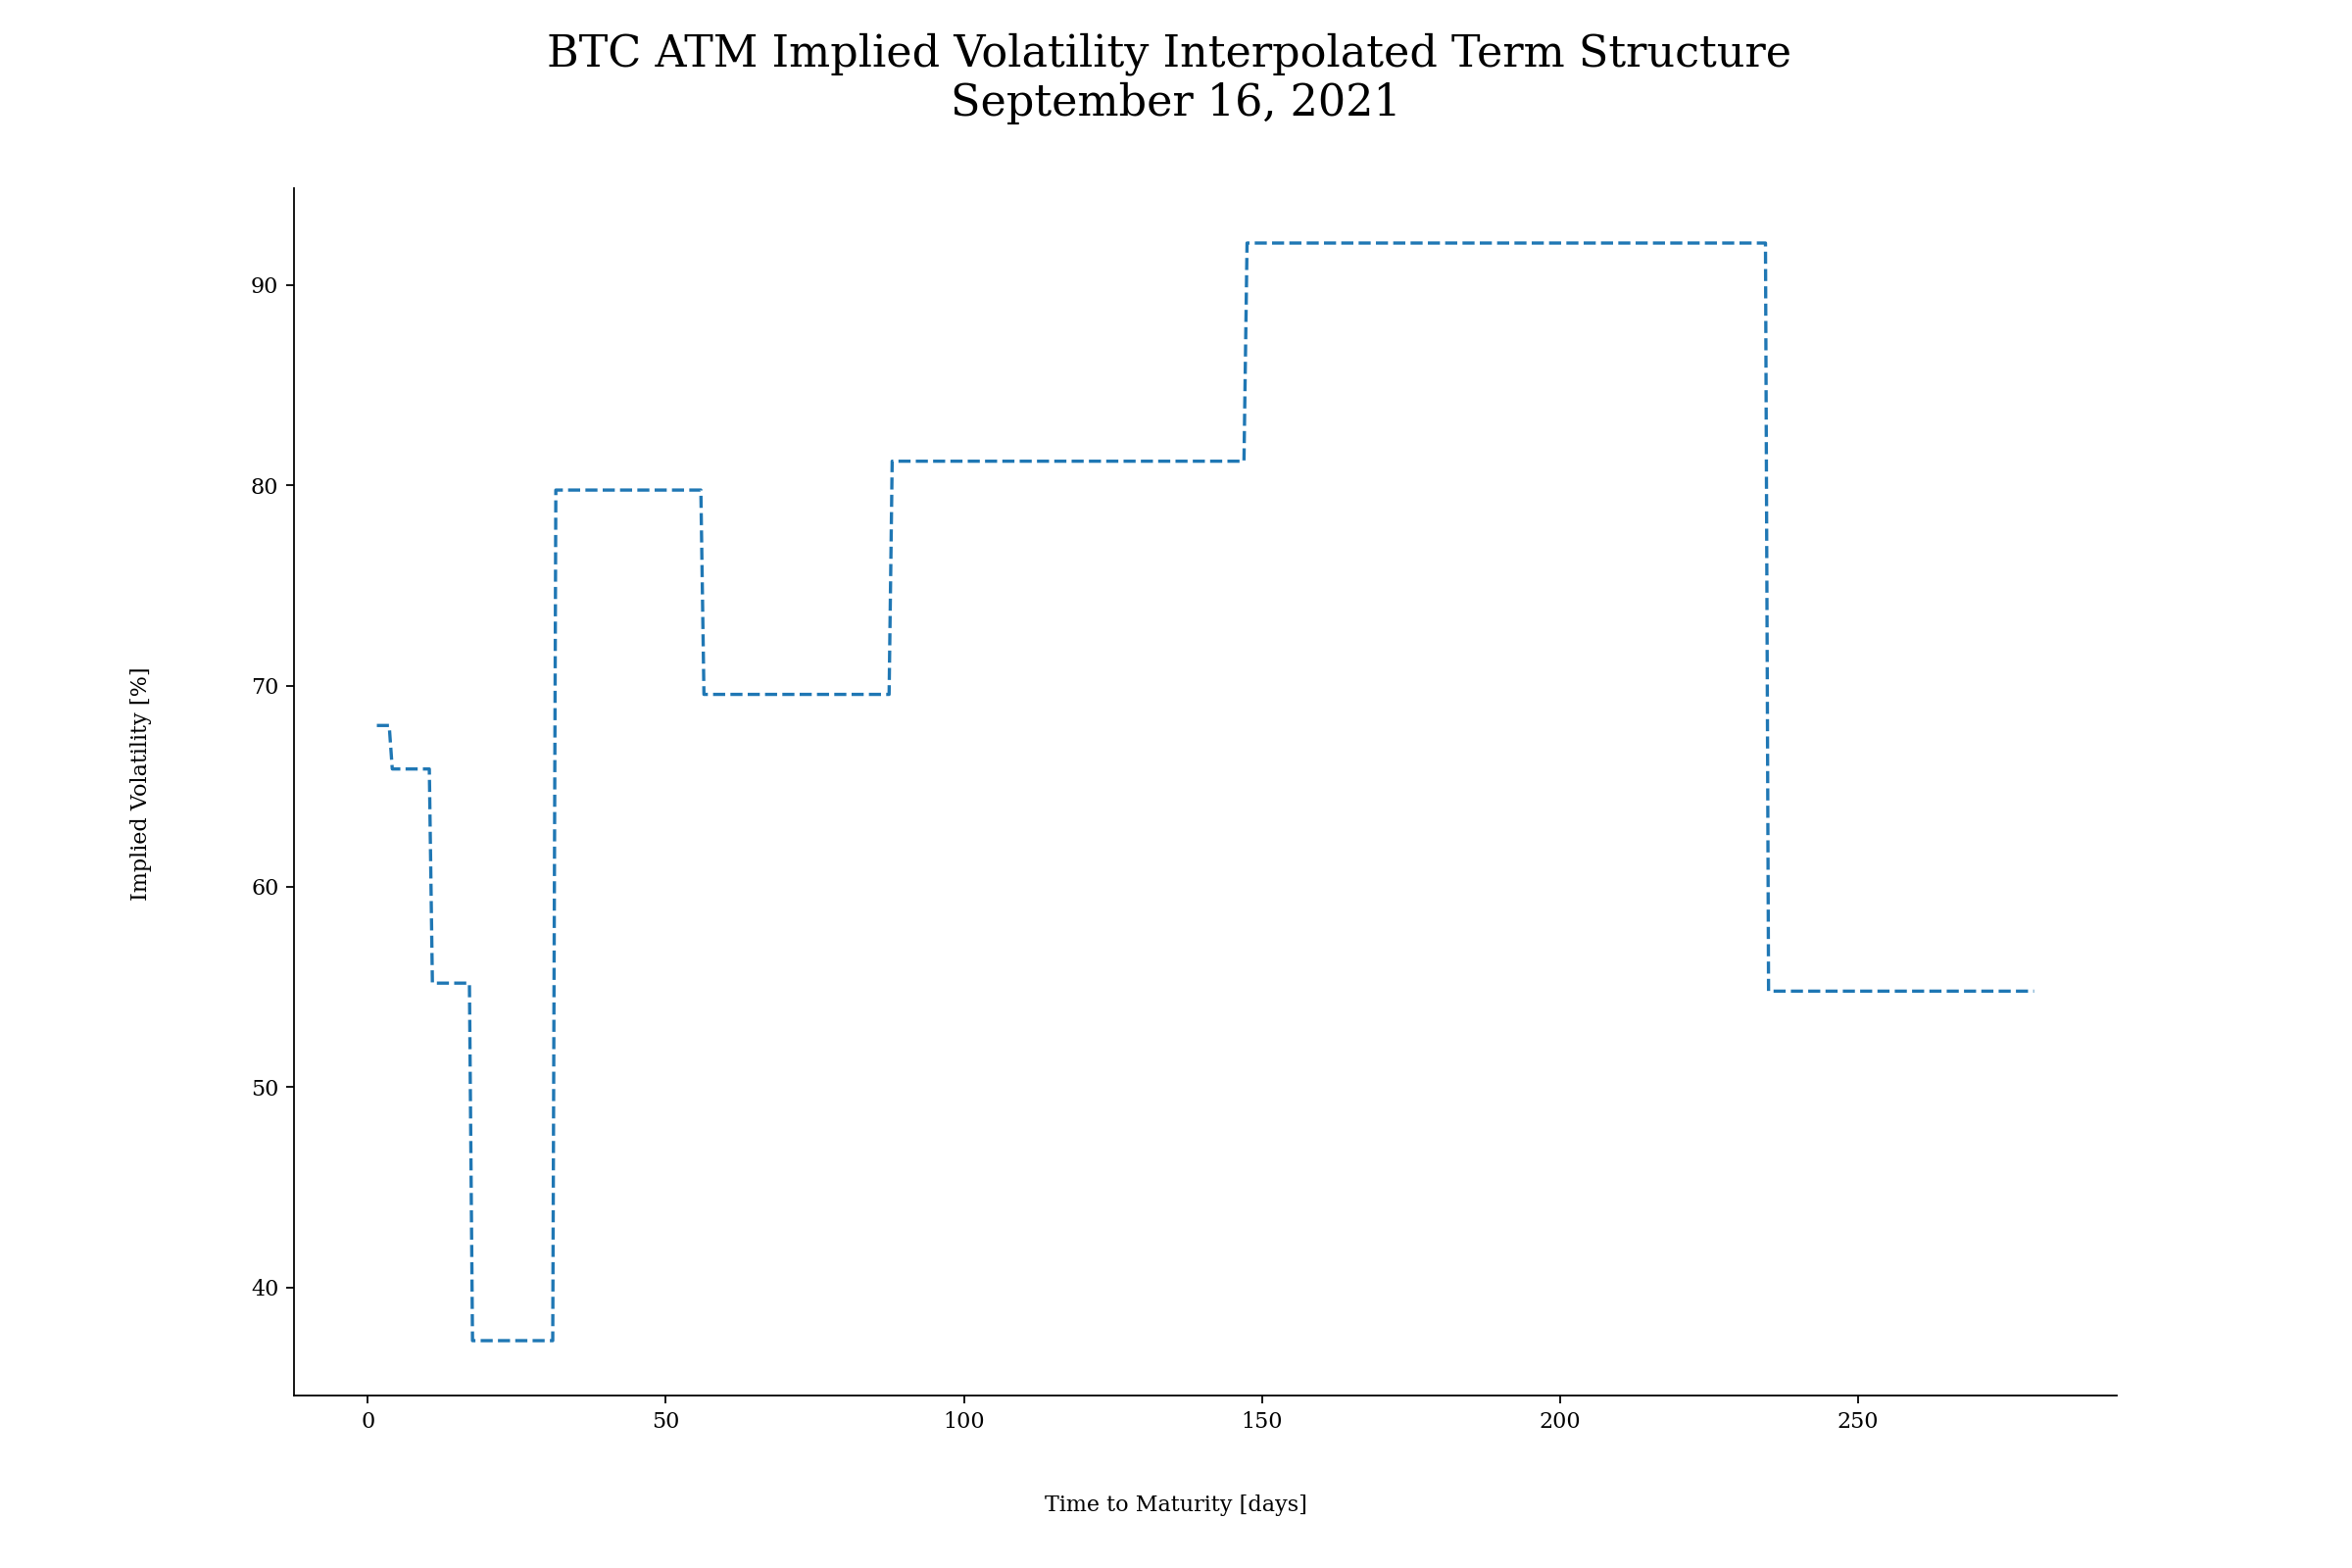 BTC ATM Implied Volatility Interpolated Term Structure
September 16, 2021
Implied Volatility [%]
90
80
70
60
50
40
0 50 100 150 200 250
Time to Maturity [days]